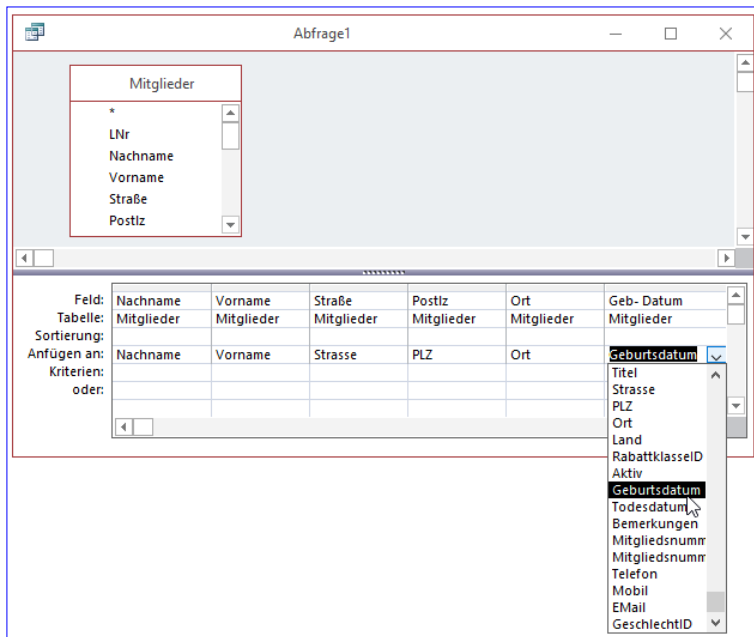 Abfrage1
Mitglieder
*
LNr
Nachname
Vorname
Straße
Postlz
Feld: Nachname Vorname Straße Postlz Ort Geb- Datum
Tabelle: Mitglieder Mitglieder Mitglieder Mitglieder Mitglieder Mitglieder
Sortierung:
Anfügen an: Nachname Vorname Strasse PLZ Ort Geburtsdatum
Kriterien:
oder:
Titel
Strasse
PLZ
Ort
Land
RabattklasseID
Aktiv
Geburtsdatum
Todesdatum
Bemerkungen
Mitgliedsnumm
Mitgliedsnumm
Telefon
Mobil
EMail
GeschlechtID